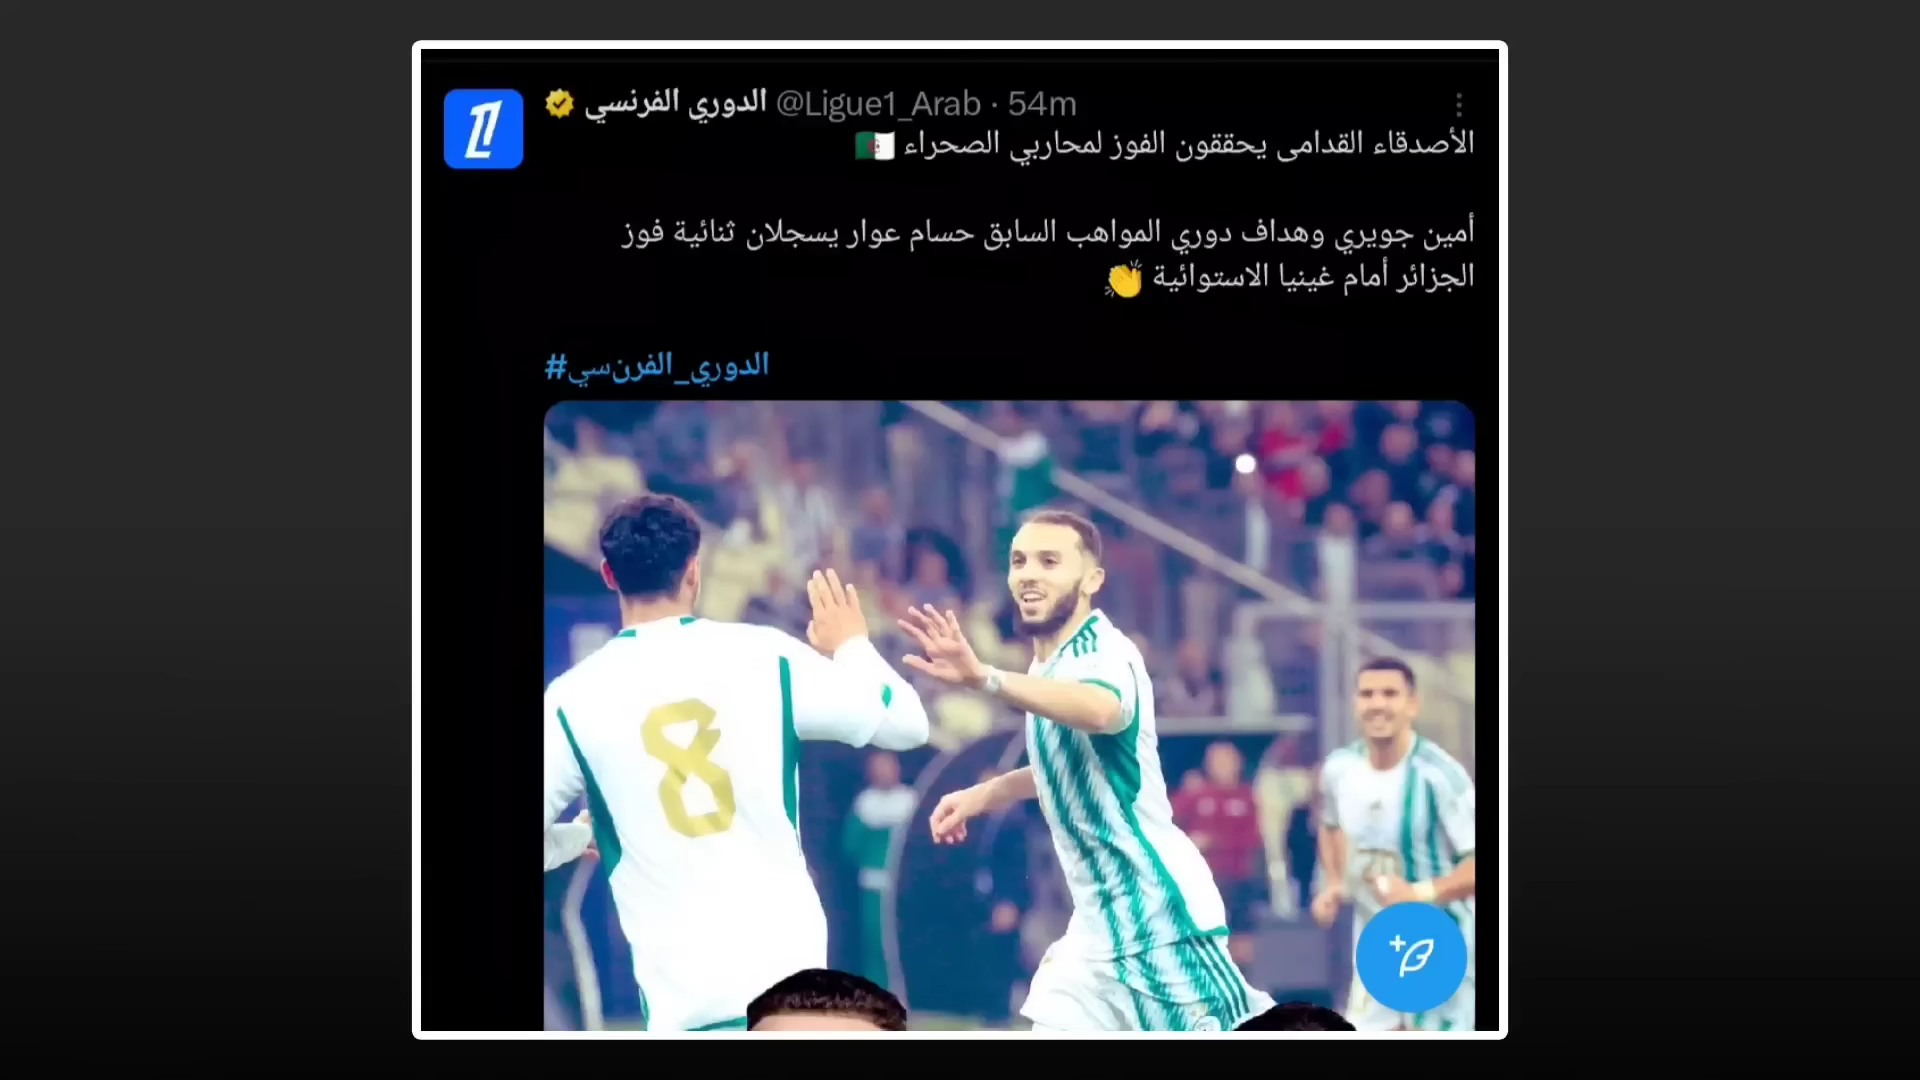 الدوري الفرنسي @Ligue1_Arab · 54m
الأصدقاء القدامى يحققون الفوز لمحاربي الصحراء 🇩🇿
أمين جويري وهداف دوري المواهب السابق حسام عوار يسجلان ثنائية فوز
الجزائر أمام غينيا الاستوائية 👏
#الدوري_الفرنسي
8